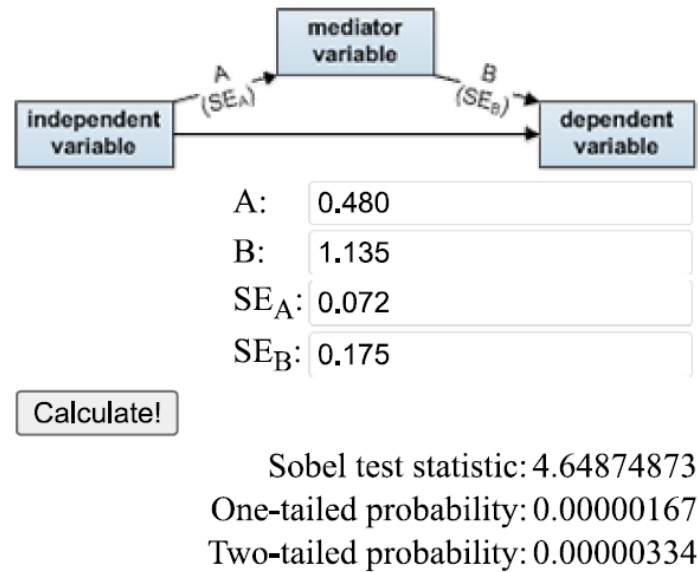 mediator
variable
A
(SEA)
B
(SEB)
independent
variable
dependent
variable
A: 0.480
B: 1.135
SEA: 0.072
SEB: 0.175
Calculate!
Sobel test statistic: 4.64874873
One-tailed probability: 0.00000167
Two-tailed probability: 0.00000334